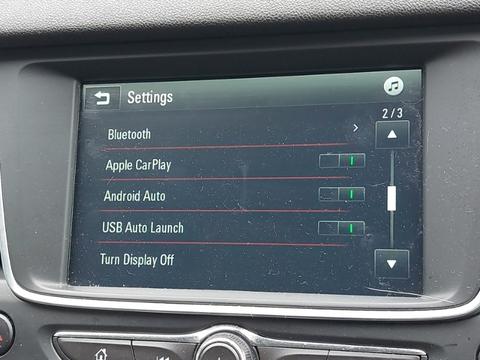 Settings
2/3
Bluetooth
Apple CarPlay
Android Auto
USB Auto Launch
Turn Display Off